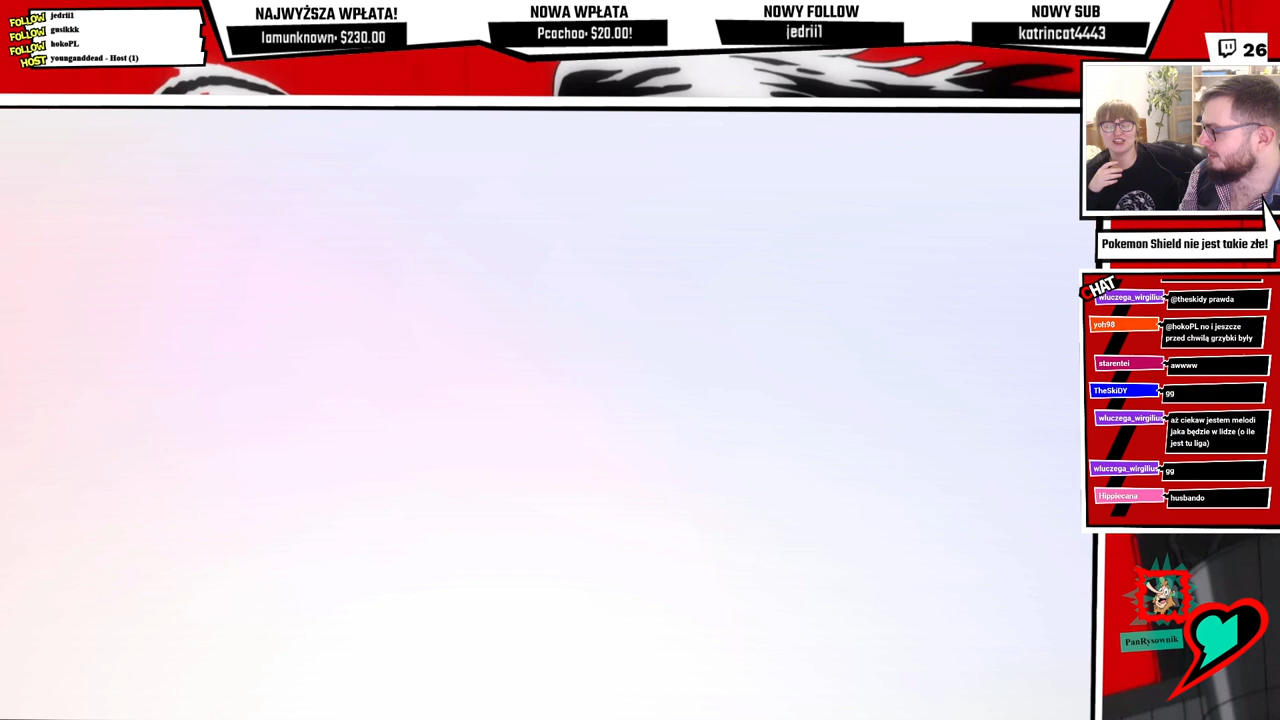 FOLLOW jedrii1
FOLLOW gusikkk
FOLLOW hokoPL
HOST younganddead - Host (1)
NAJWYŻSZA WPŁATA!
Iamunknown: $230.00
NOWA WPŁATA
Pcachoo: $20.00!
NOWY FOLLOW
jedrii1
NOWY SUB
katrincat4443
26
Pokemon Shield nie jest takie złe!
CHAT
wluczega_wirgilius @theskidy prawda
yoh98 @hokoPL no i jeszcze
przed chwilą grzybki były
starentei awwww
TheSkiDY gg
wluczega_wirgilius aż ciekaw jestem melodi
jaka będzie w lidze (o ile
jest tu liga)
wluczega_wirgilius gg
Hippiecana husbando
PanRysownik